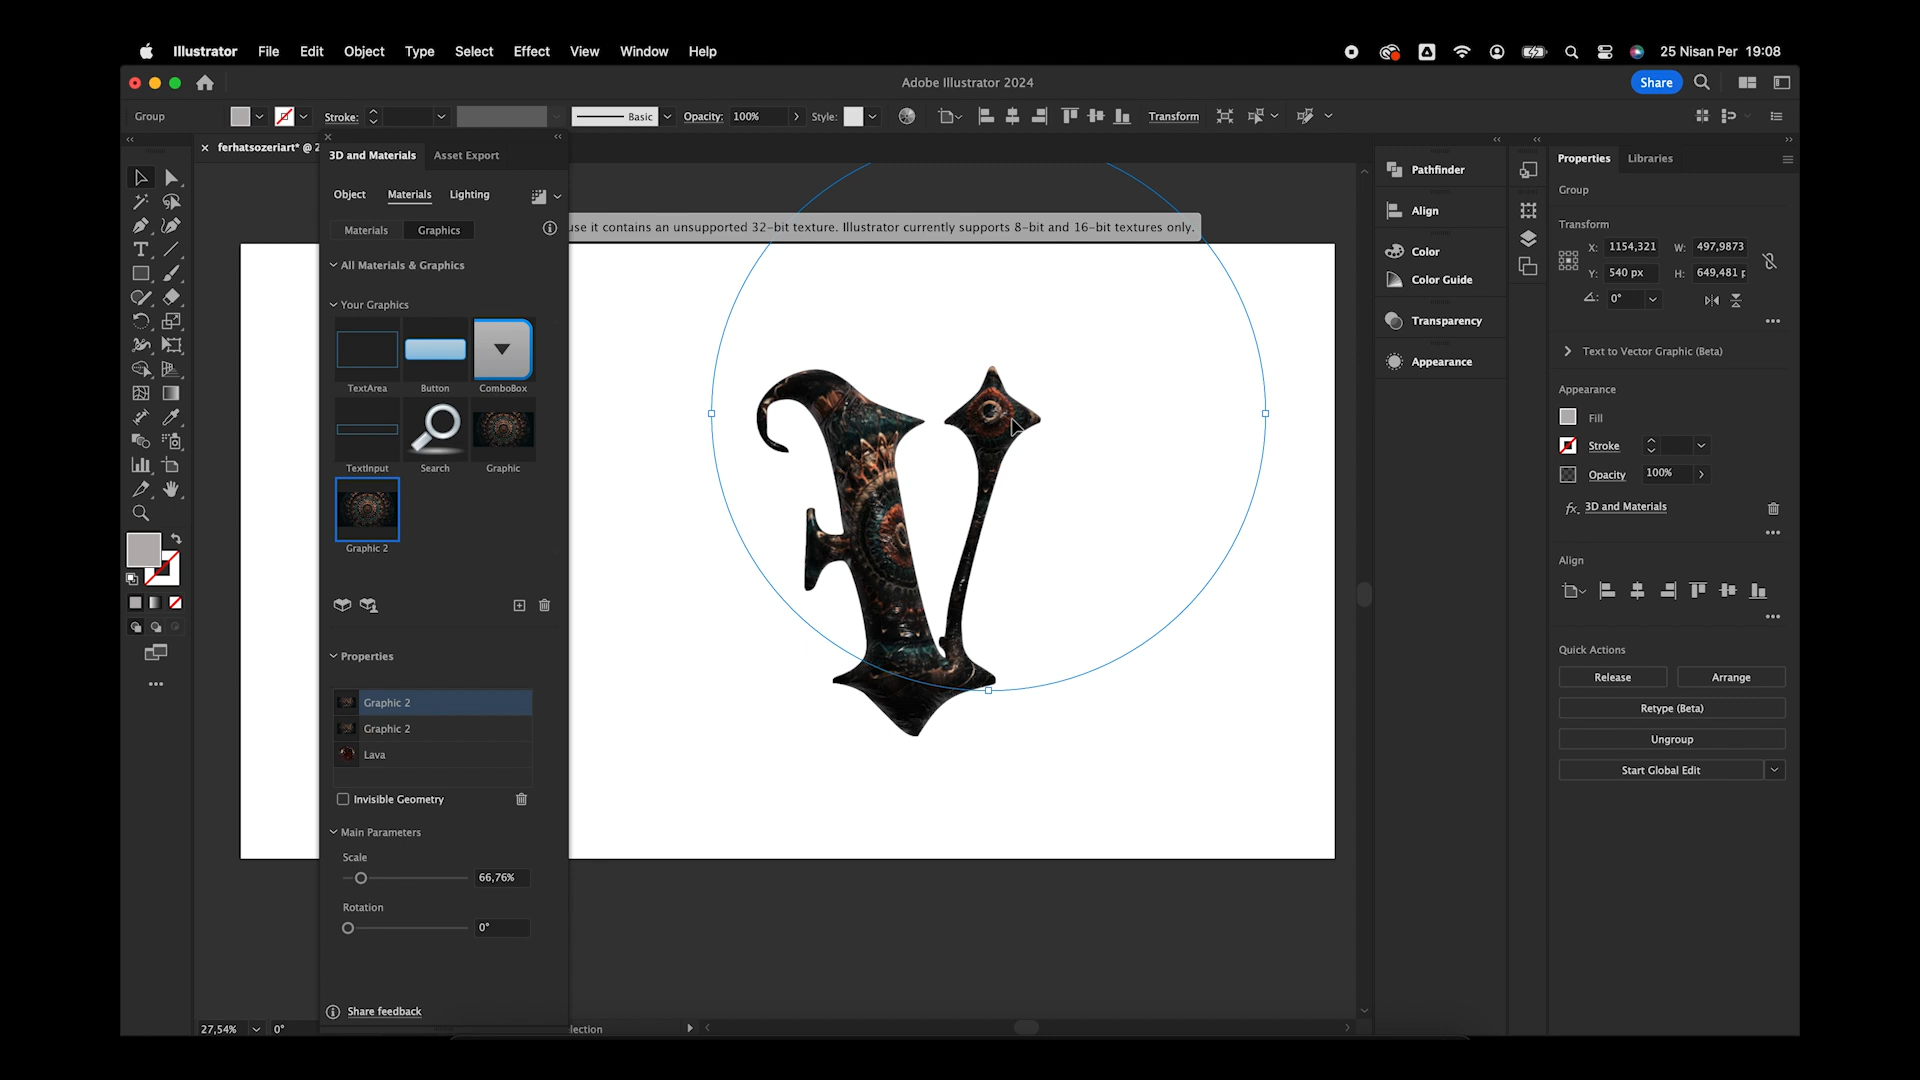 Illustrator File Edit Object Type Select Effect View Window Help 25 Nisan Per 19:08
Adobe Illustrator 2024 Share
Group Stroke: Basic Opacity: 100% Style: Transform
ferhatsozeriart* @ 2
3D and Materials Asset Export
Object Materials Lighting
Materials Graphics
use it contains an unsupported 32-bit texture. Illustrator currently supports 8-bit and 16-bit textures only.
All Materials & Graphics
Your Graphics
TextArea Button ComboBox
TextInput Search Graphic
Graphic 2
Properties
Graphic 2
Graphic 2
Lava
Invisible Geometry
Main Parameters
Scale
66,76%
Rotation
0°
Share feedback
27,54% 0° lection
Pathfinder
Align
Color
Color Guide
Transparency
Appearance
Properties Libraries
Group
Transform
X: 1154,321 W: 497,9873
Y: 540 px H: 649,481 p
0°
Text to Vector Graphic (Beta)
Appearance
Fill
Stroke
Opacity 100%
fx. 3D and Materials
Align
Quick Actions
Release Arrange
Retype (Beta)
Ungroup
Start Global Edit